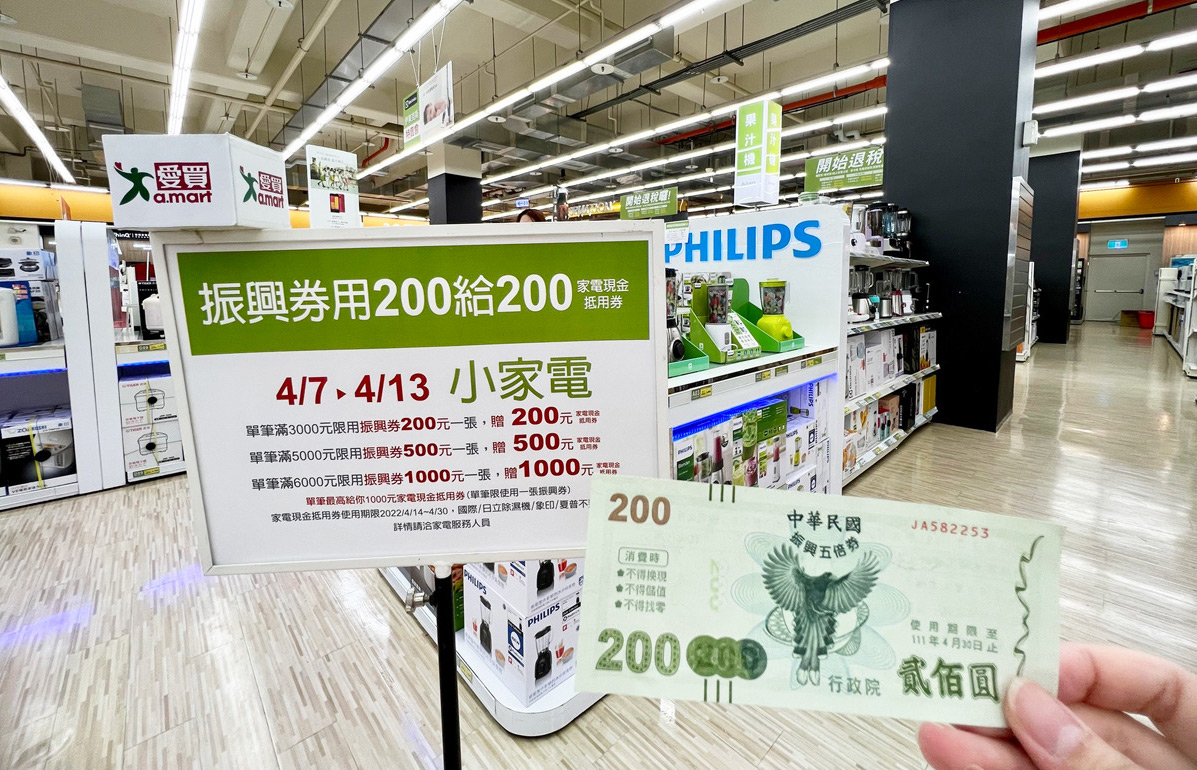 愛買
a.mart
愛買
a.mart
果汁機
開始退稅
開始退稅囉!
PHILIPS
振興券用200給200 家電現金抵用券
4/7▸4/13 小家電
單筆滿3000元限用振興券200元一張，贈 200元 家電現金抵用券
單筆滿5000元限用振興券500元一張，贈 500元 家電現金抵用券
單筆滿6000元限用振興券1000元一張，贈1000元 家電現金抵用券
單筆最高給你1000元家電現金抵用券(單筆限使用一張振興券)
家電現金抵用券使用期限2022/4/14~4/30，國際/日立除濕機/象印/夏普不
詳情請洽家電服務人員
PHILIPS
PHILIPS
PHILIPS
200
中華民國
振興五倍券
JA582253
消費時
不得換現
不得儲值
不得找零
使用期限至
111年4月30日止
200 200
行政院
貳佰圓